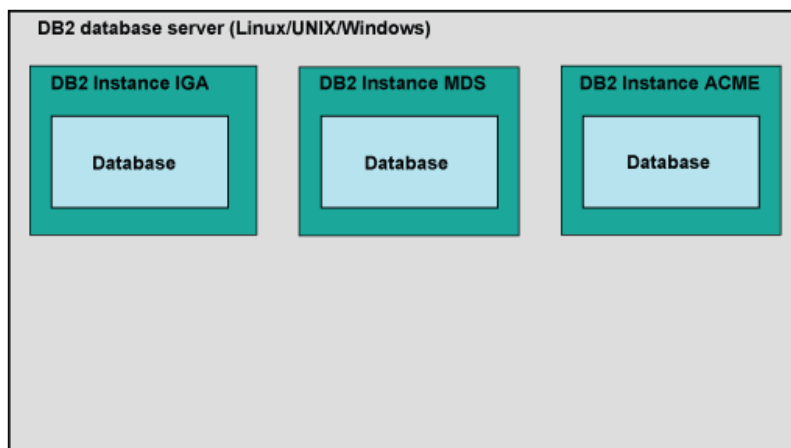 DB2 database server (Linux/UNIX/Windows)
DB2 Instance IGA
Database
DB2 Instance MDS
Database
DB2 Instance ACME
Database